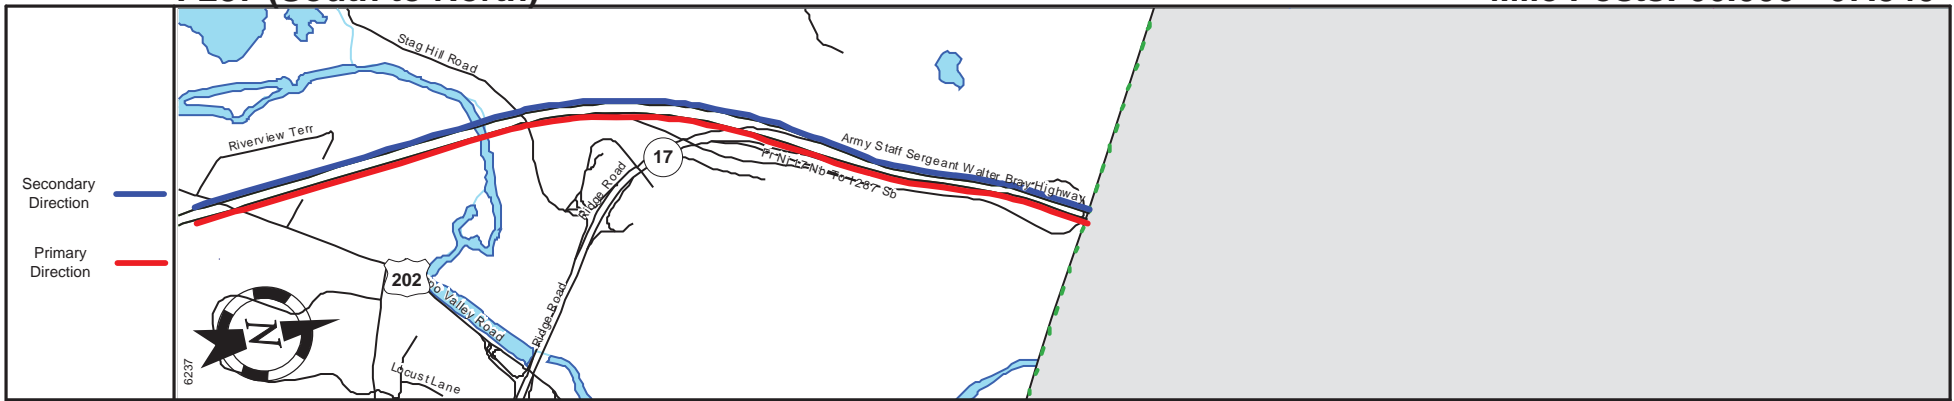 Secondary
Direction
Primary
Direction
Stag Hill Road
Riverview Terr
17
Army Staff Sergeant Walter Bray Highway
Ridge Road
202
Valley Road
Ridge Road
Locust Lane
N
6237